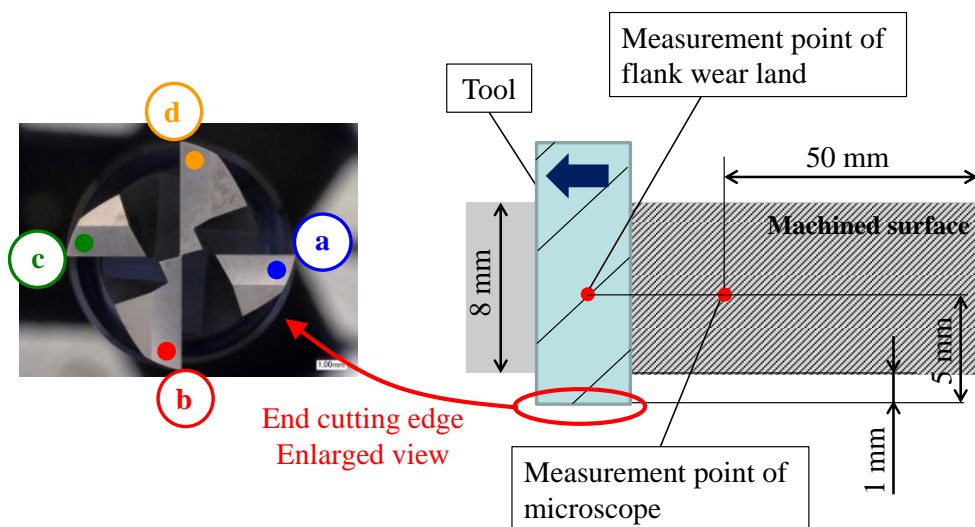 Measurement point of
flank wear land
Tool
d
50 mm
a
c
Machined surface
8 mm
5 mm
1.00mm
b
End cutting edge
Enlarged view
Measurement point of
microscope
1 mm